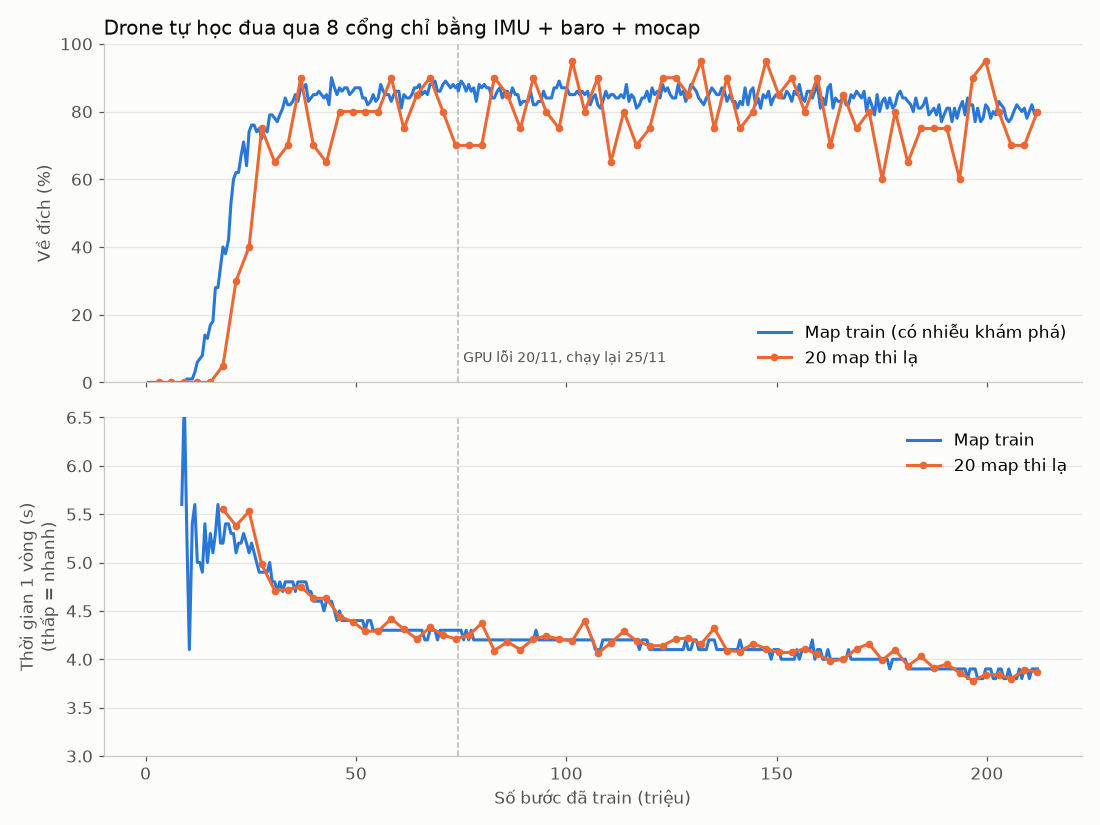 Drone tự học đua qua 8 cổng chỉ bằng IMU + baro + mocap
100
80
60
40
20
0
Về đích (%)
GPU lỗi 20/11, chạy lại 25/11
Map train (có nhiễu khám phá)
20 map thi lạ
6.5
6.0
5.5
5.0
4.5
4.0
3.5
3.0
Thời gian 1 vòng (s)
(thấp = nhanh)
Map train
20 map thi lạ
0
50
100
150
200
Số bước đã train (triệu)